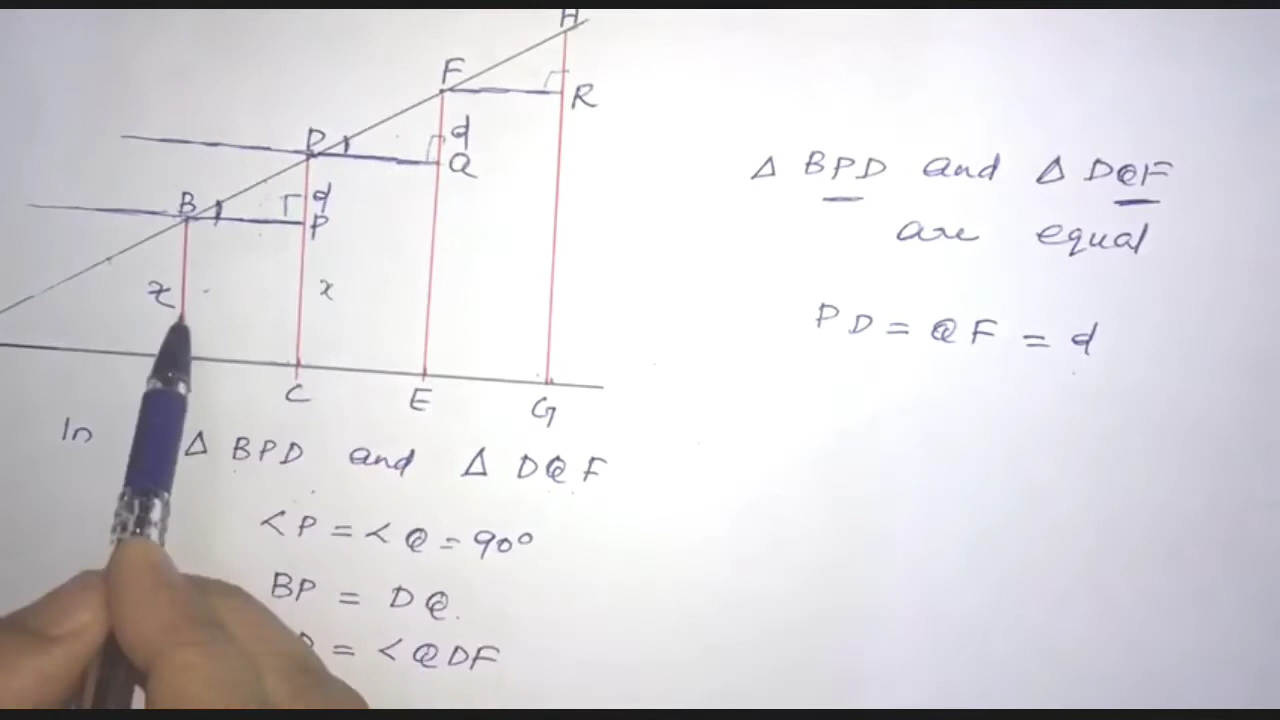 H
F
R
D
d
Q
B
d
P
x
x
C
E
G
In
Δ BPD and Δ DQF
<P = <Q = 90°
BP = DQ.
= <QDF
Δ BPD and Δ DQF
are equal
PD = QF = d